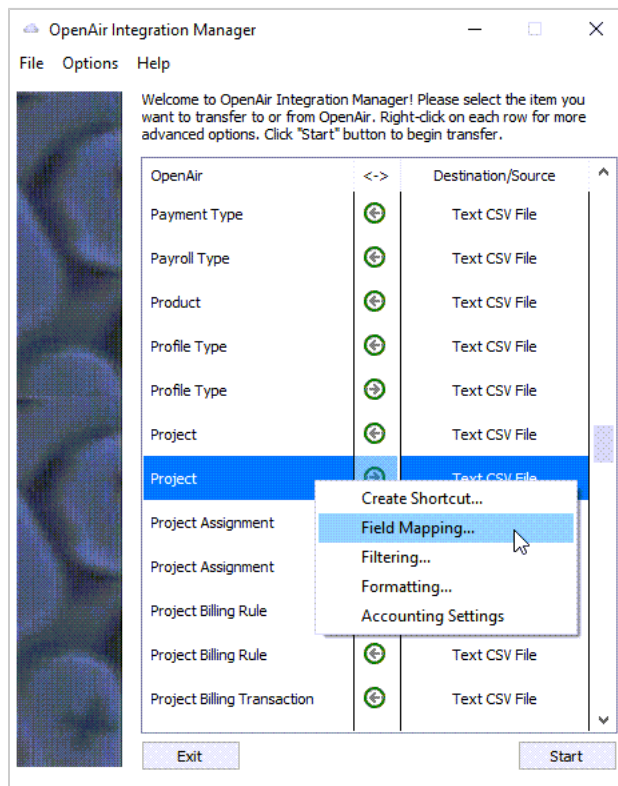 OpenAir Integration Manager
File Options Help
Welcome to OpenAir Integration Manager! Please select the item you
want to transfer to or from OpenAir. Right-click on each row for more
advanced options. Click "Start" button to begin transfer.
OpenAir <-> Destination/Source
Payment Type Text CSV File
Payroll Type Text CSV File
Product Text CSV File
Profile Type Text CSV File
Profile Type Text CSV File
Project Text CSV File
Project Text CSV File
Create Shortcut...
Project Assignment
Field Mapping...
Filtering...
Project Assignment
Formatting...
Project Billing Rule
Accounting Settings
Project Billing Rule Text CSV File
Project Billing Transaction Text CSV File
Exit Start